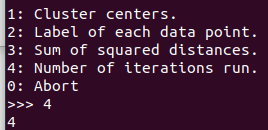 1: Cluster centers.
2: Label of each data point.
3: Sum of squared distances.
4: Number of iterations run.
0: Abort
>>> 4
4